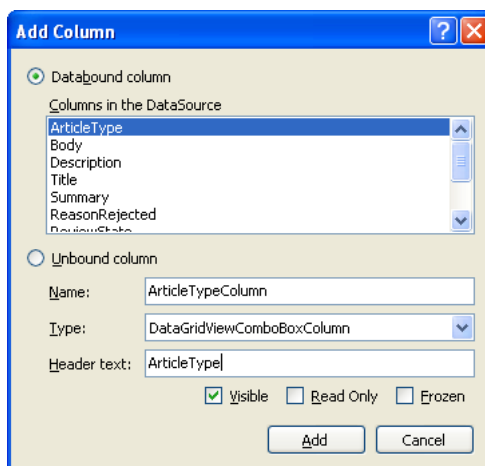 Add Column
Databound column
Columns in the DataSource
ArticleType
Body
Description
Title
Summary
ReasonRejected
ReviewState
Unbound column
Name: ArticleTypeColumn
Type: DataGridViewComboBoxColumn
Header text: ArticleType
Visible Read Only Frozen
Add Cancel